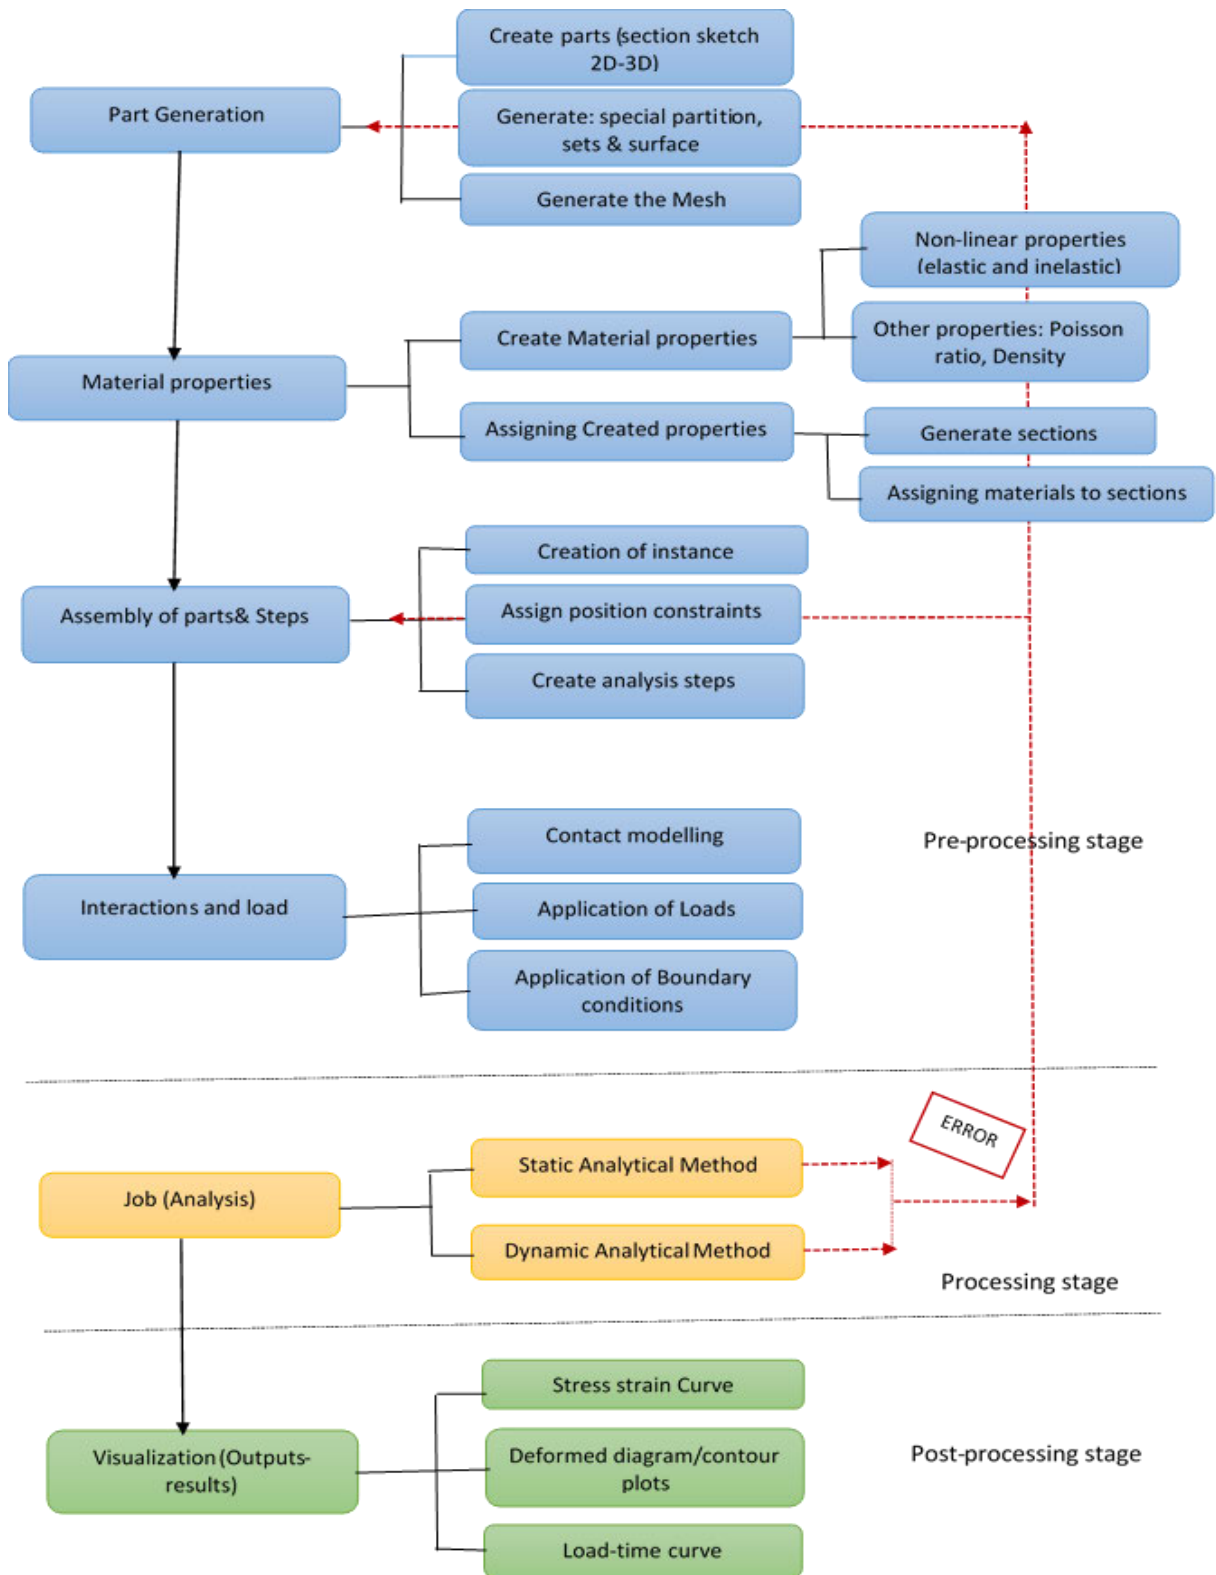 Create parts (section sketch
2D-3D)
Part Generation
Generate: special partition,
sets & surface
Generate the Mesh
Non-linear properties
(elastic and inelastic)
Create Material properties
Other properties: Poisson
ratio, Density
Material properties
Assigning Created properties
Generate sections
Assigning materials to sections
Creation of instance
Assembly of parts& Steps
Assign position constraints
Create analysis steps
Contact modelling
Pre-processing stage
Interactions and load
Application of Loads
Application of Boundary
conditions
ERROR
Static Analytical Method
Job (Analysis)
Dynamic Analytical Method
Processing stage
Stress strain Curve
Visualization(Outputs-
results)
Deformed diagram/contour
plots
Post-processing stage
Load-time curve